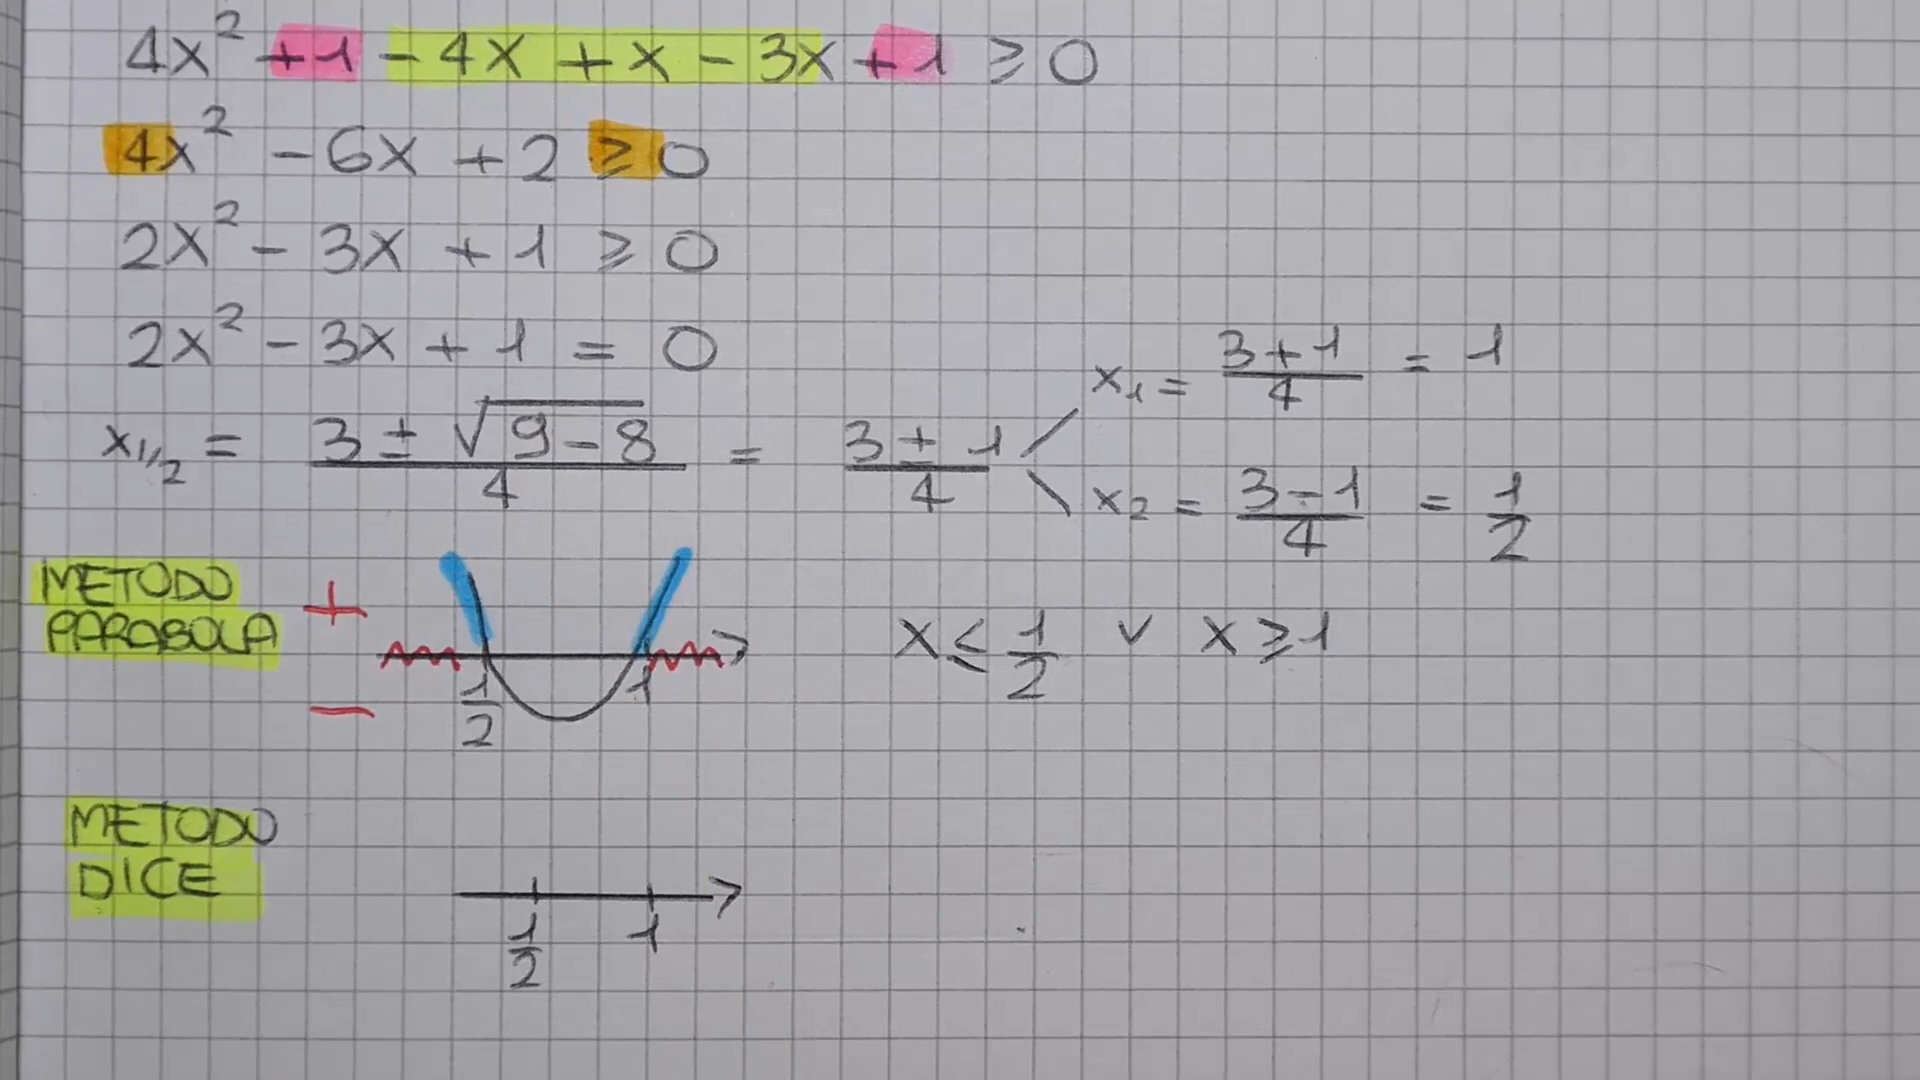 4x² +1 - 4x + x - 3x + 1 ≥ 0
4x² - 6x + 2 ≥ 0
2x² - 3x + 1 ≥ 0
2x² - 3x + 1 = 0
x1/2 = (3 ± √(9 - 8))/4 = (3 ± 1)/4
x1 = (3 + 1)/4 = 1
x2 = (3 - 1)/4 = 1/2
METODO
PARABOLA
+
-
1/2 1
x ≤ 1/2 ∨ x ≥ 1
METODO
DICE
1/2 1